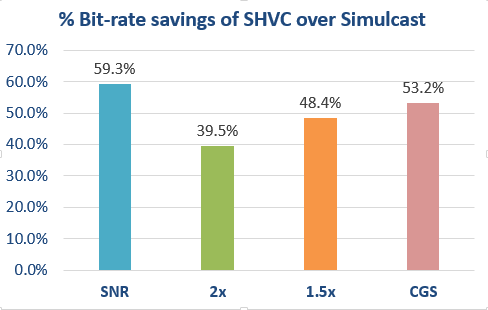 % Bit-rate savings of SHVC over Simulcast
70.0%
60.0%
50.0%
40.0%
30.0%
20.0%
10.0%
0.0%
59.3%
39.5%
48.4%
53.2%
SNR
2x
1.5x
CGS